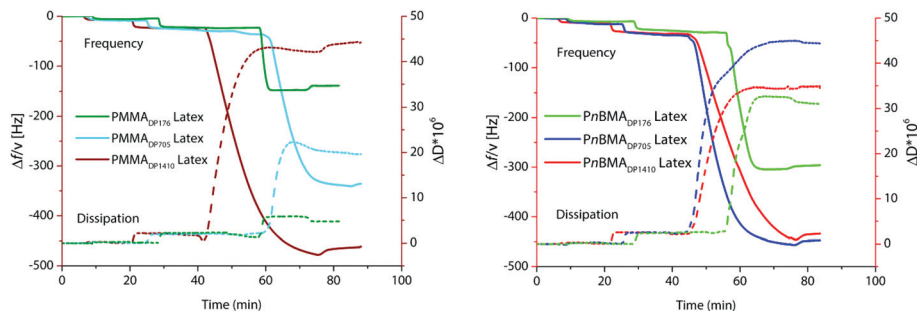 0
-100
-200
-300
-400
-500
Δf/ν [Hz]
Frequency
PMMA_DP176 Latex
PMMA_DP705 Latex
PMMA_DP1410 Latex
Dissipation
50
40
30
20
10
0
ΔD*10^6
0 20 40 60 80 100
Time (min)
0
-100
-200
-300
-400
-500
Δf/ν [Hz]
Frequency
PnBMA_DP176 Latex
PnBMA_DP705 Latex
PnBMA_DP1410 Latex
Dissipation
50
40
30
20
10
0
ΔD*10^6
0 20 40 60 80 100
Time (min)